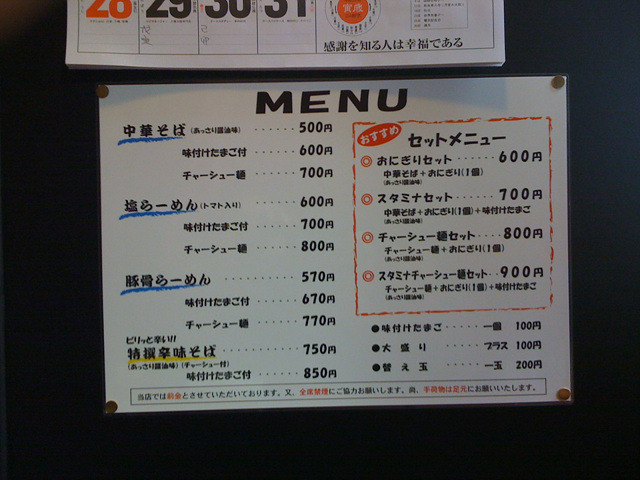 28 29 30 31
寅歳
感謝を知る人は幸福である
MENU
中華そば (あっさり醤油味) ······ 500円
味付けたまご付 ······ 600円
チャーシュー麺 ······ 700円
塩らーめん (トマト入り) ······ 600円
味付けたまご付 ······ 700円
チャーシュー麺 ······ 800円
豚骨らーめん ········· 570円
味付けたまご付 ······ 670円
チャーシュー麺 ······ 770円
ピリッと辛い!!
特撰辛味そば ········· 750円
(あっさり醤油味)(チャーシュー付)
味付けたまご付 ···· 850円
おすすめ セットメニュー
◎おにぎりセット ····· 600円
中華そば+おにぎり(1個)
(あっさり醤油味)
◎スタミナセット ····· 700円
中華そば+おにぎり(1個)+味付けたまご
(あっさり醤油味)
◎チャーシュー麺セット ··· 800円
チャーシュー麺+おにぎり(1個)
(あっさり醤油味)
◎スタミナチャーシュー麺セット ·· 900円
チャーシュー麺+おにぎり(1個)+味付けたまご
(あっさり醤油味)
●味付けたまご ··· 一個 100円
●大盛り ····· プラス 100円
●替え玉 ····· 一玉 200円
当店では前金とさせていただいております。又、全席禁煙にご協力お願いします。尚、手荷物は足元にお願いいたします。